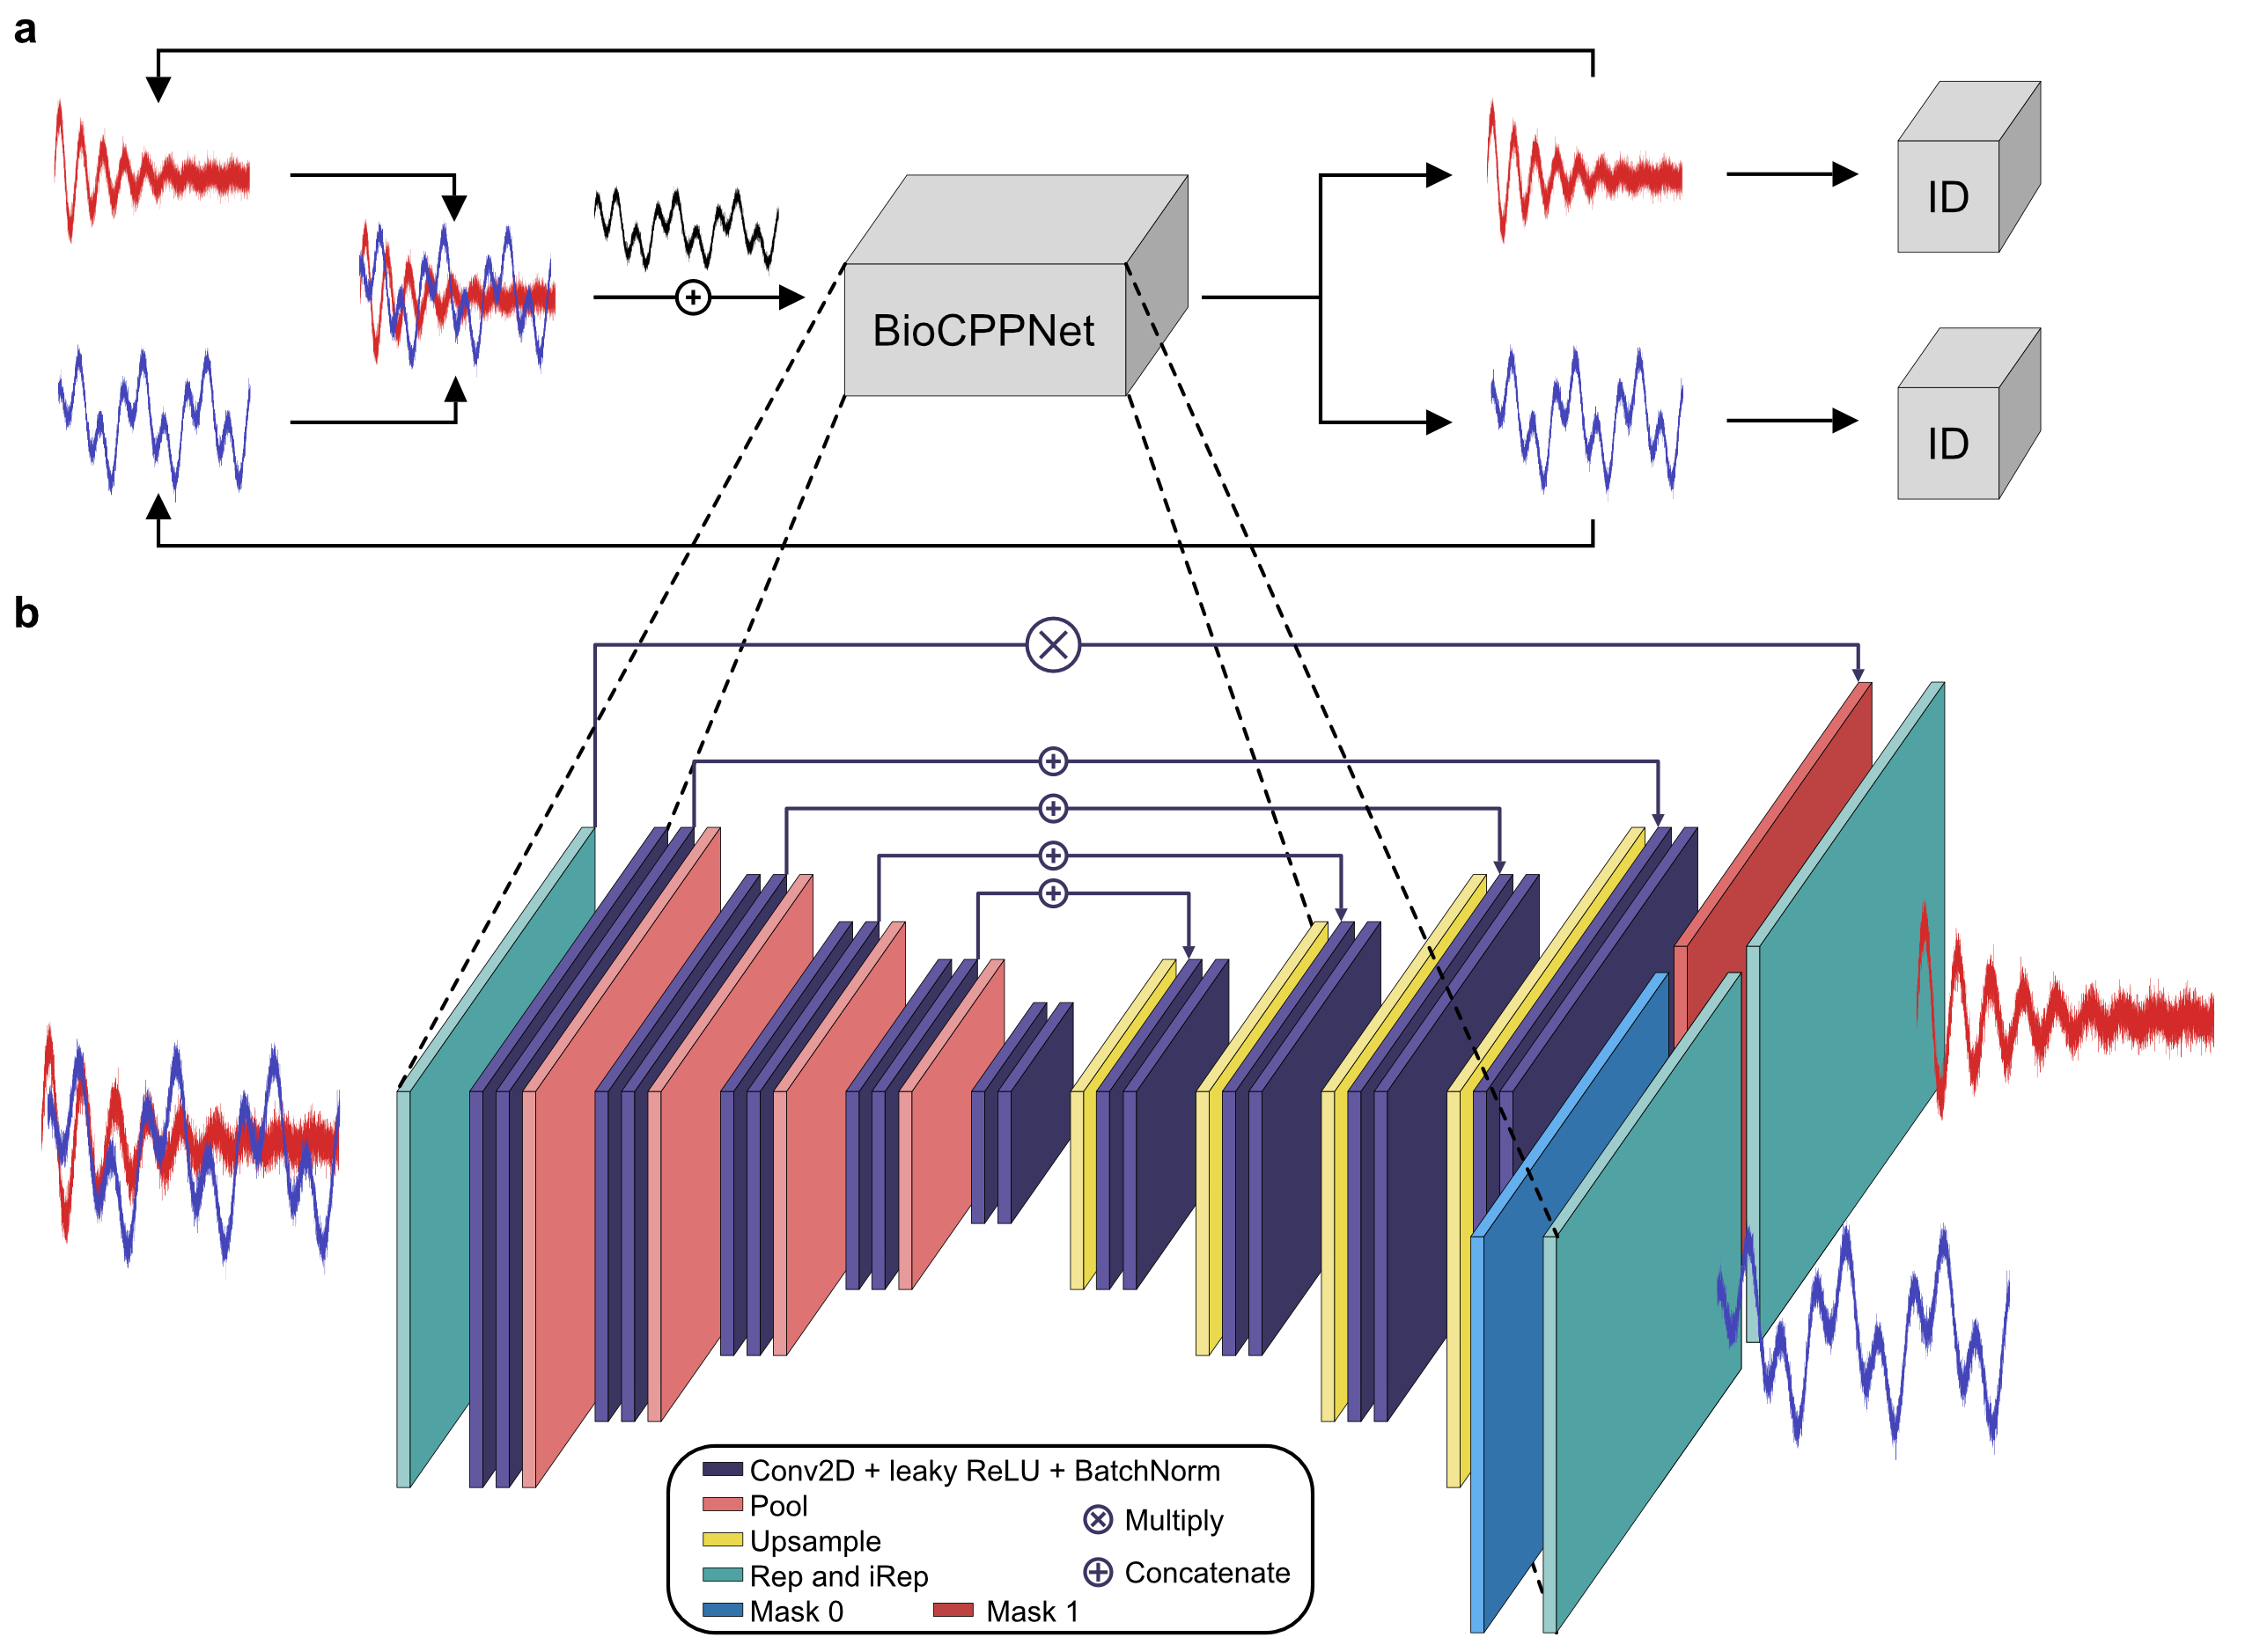 a
ID
BioCPPNet
ID
b
Conv2D + leaky ReLU + BatchNorm
Pool
Multiply
Upsample
Rep and iRep
Concatenate
Mask 0
Mask 1